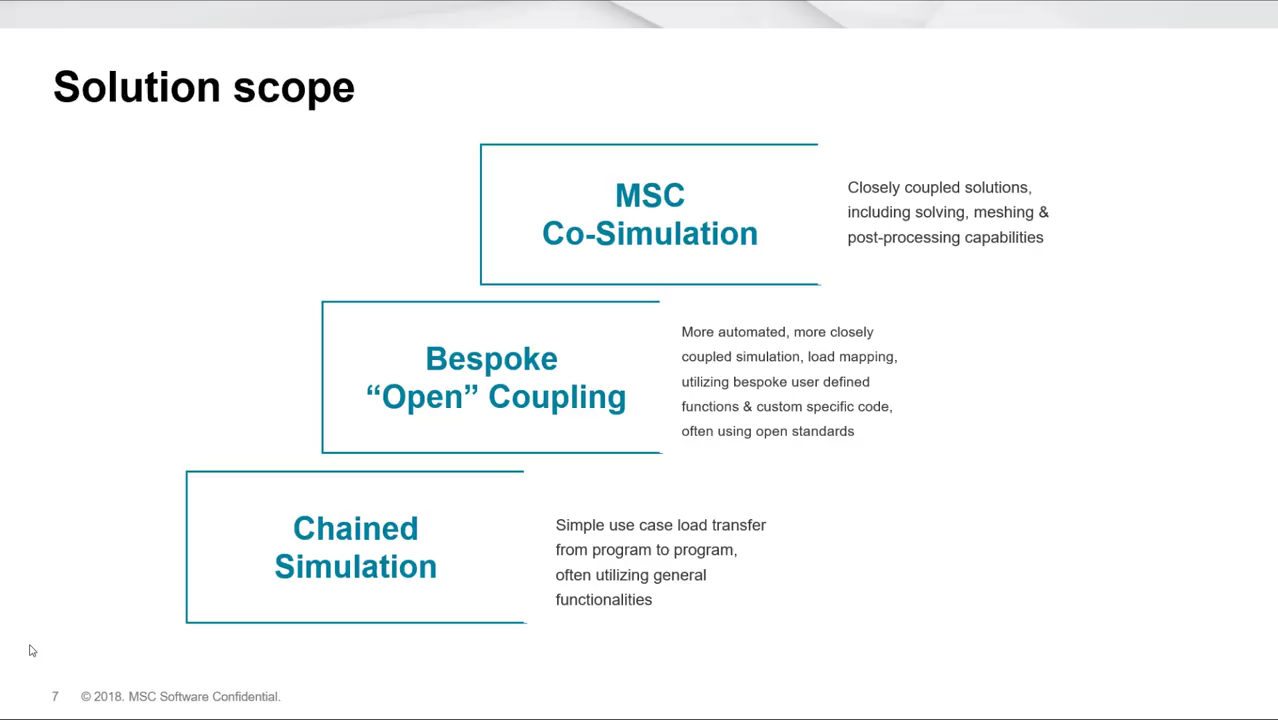 Solution scope
MSC
Co-Simulation
Closely coupled solutions,
including solving, meshing &
post-processing capabilities
Bespoke
“Open” Coupling
More automated, more closely
coupled simulation, load mapping,
utilizing bespoke user defined
functions & custom specific code,
often using open standards
Chained
Simulation
Simple use case load transfer
from program to program,
often utilizing general
functionalities
7 © 2018. MSC Software Confidential.